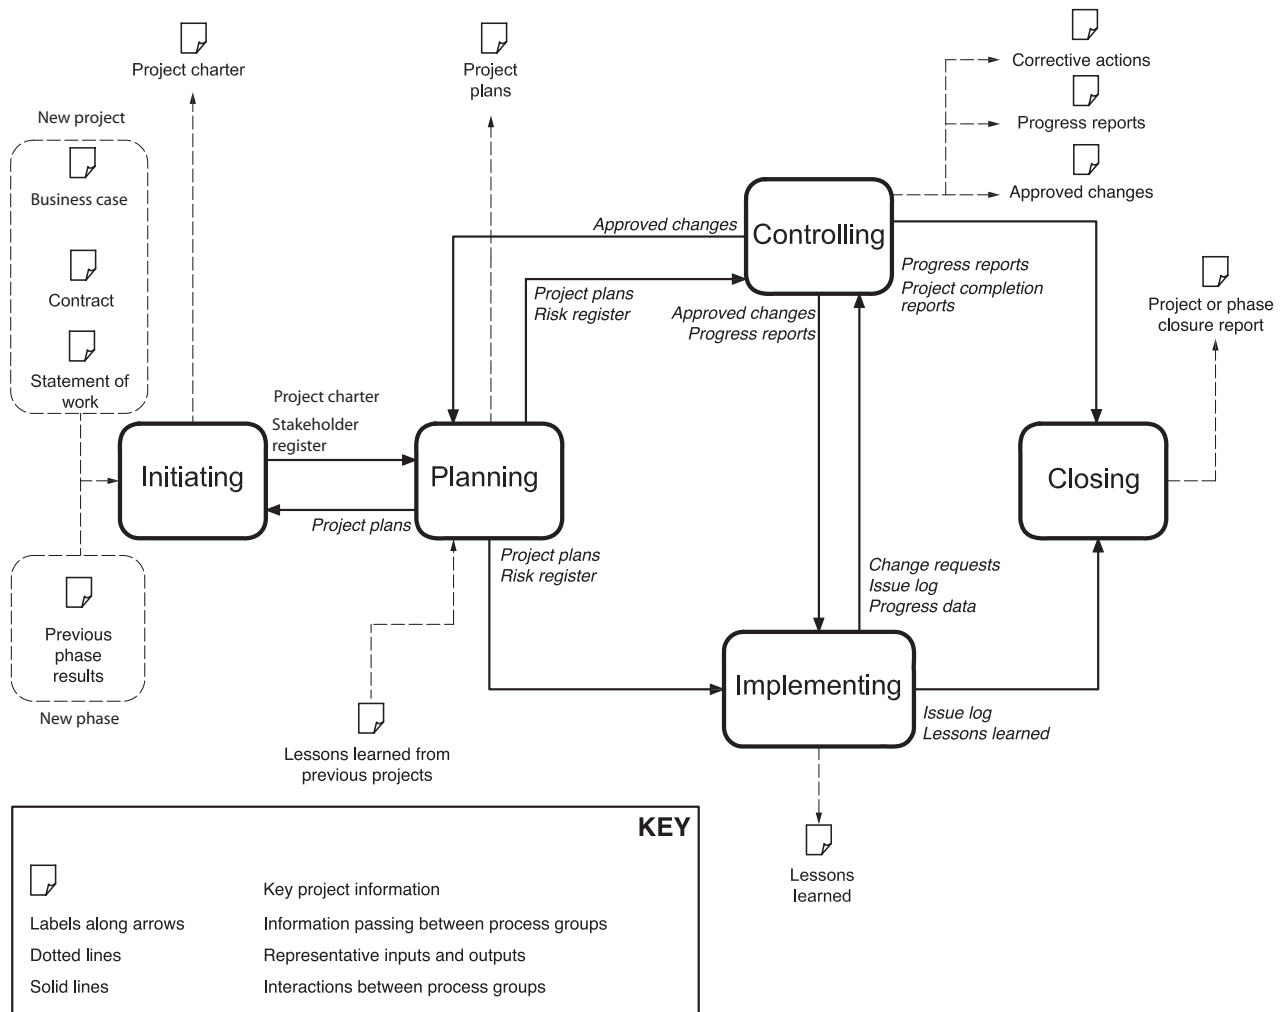 Project charter
Project
plans
Corrective actions
Progress reports
Approved changes
New project
Business case
Contract
Statement of
work
Project charter
Stakeholder
register
Initiating
Planning
Project plans
Approved changes
Controlling
Project plans
Risk register
Approved changes
Progress reports
Progress reports
Project completion
reports
Project or phase
closure report
Closing
Project plans
Risk register
Change requests
Issue log
Progress data
Implementing
Issue log
Lessons learned
Previous
phase
results
New phase
Lessons learned from
previous projects
Lessons
learned
KEY
Key project information
Labels along arrows
Information passing between process groups
Dotted lines
Representative inputs and outputs
Solid lines
Interactions between process groups